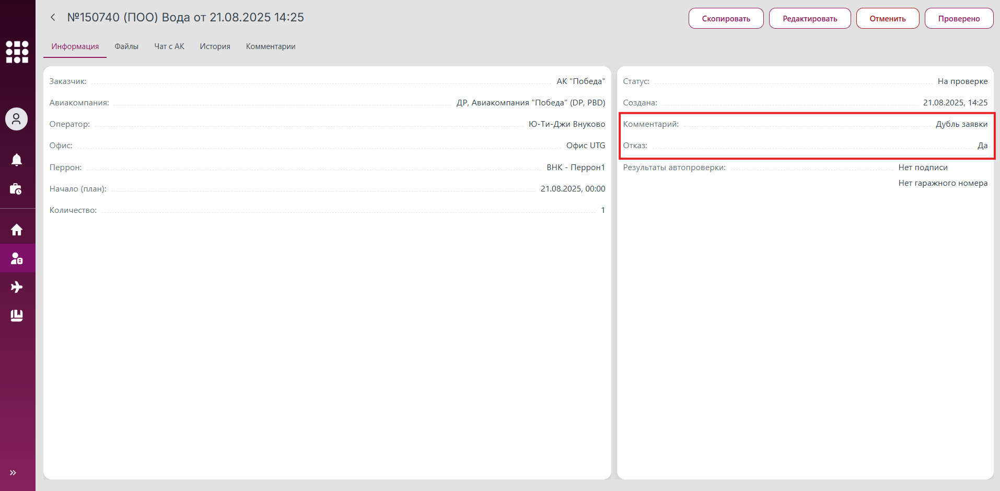 №150740 (ПОО) Вода от 21.08.2025 14:25
Скопировать
Редактировать
Отменить
Проверено
Информация
Файлы
Чат с АК
История
Комментарии
Заказчик: АК "Победа"
Авиакомпания: ДР, Авиакомпания "Победа" (DP, PBD)
Оператор: Ю-Ти-Джи Внуково
Офис: Офис UTG
Перрон: ВНК - Перрон1
Начало (план): 21.08.2025, 00:00
Количество: 1
Статус: На проверке
Создана: 21.08.2025, 14:25
Комментарий: Дубль заявки
Отказ: Да
Результаты автопроверки: Нет подписи
Нет гаражного номера